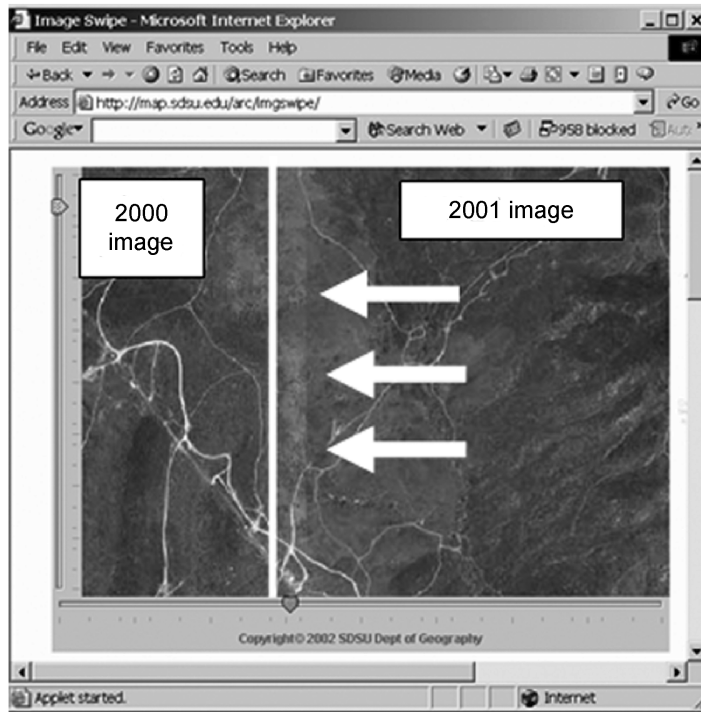 Image Swipe - Microsoft Internet Explorer
File Edit View Favorites Tools Help
Back Search Favorites Media
Address http://map.sdsu.edu/arc/imgswipe/ Go
Google Search Web 958 blocked
2000
image
2001 image
Copyright© 2002 SDSU Dept of Geography
Applet started. Internet